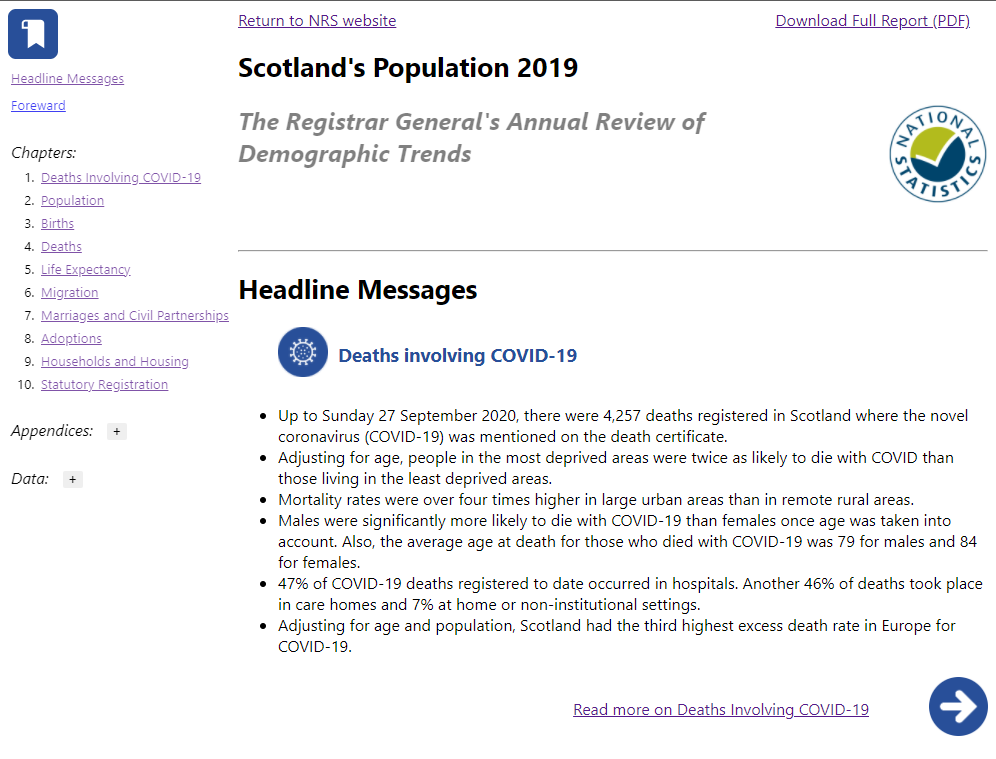 Return to NRS website
Download Full Report (PDF)
Headline Messages
Foreward
Chapters:
1. Deaths Involving COVID-19
2. Population
3. Births
4. Deaths
5. Life Expectancy
6. Migration
7. Marriages and Civil Partnerships
8. Adoptions
9. Households and Housing
10. Statutory Registration
Appendices: +
Data: +
Scotland's Population 2019
The Registrar General's Annual Review of
Demographic Trends
NATIONAL
STATISTICS
Headline Messages
Deaths involving COVID-19
• Up to Sunday 27 September 2020, there were 4,257 deaths registered in Scotland where the novel
coronavirus (COVID-19) was mentioned on the death certificate.
• Adjusting for age, people in the most deprived areas were twice as likely to die with COVID than
those living in the least deprived areas.
• Mortality rates were over four times higher in large urban areas than in remote rural areas.
• Males were significantly more likely to die with COVID-19 than females once age was taken into
account. Also, the average age at death for those who died with COVID-19 was 79 for males and 84
for females.
• 47% of COVID-19 deaths registered to date occurred in hospitals. Another 46% of deaths took place
in care homes and 7% at home or non-institutional settings.
• Adjusting for age and population, Scotland had the third highest excess death rate in Europe for
COVID-19.
Read more on Deaths Involving COVID-19